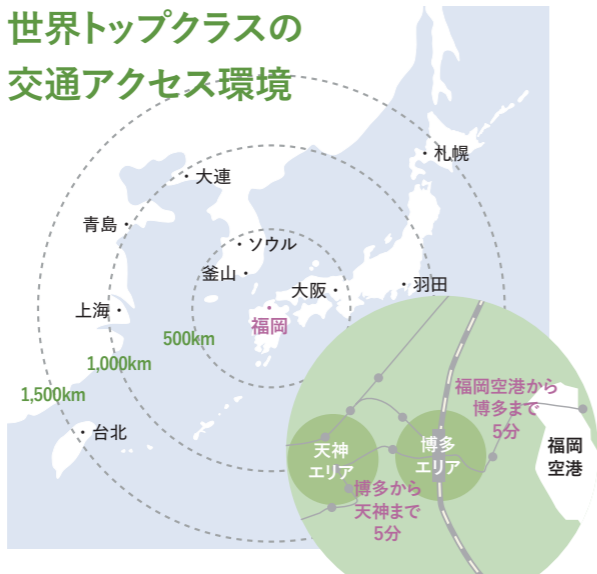 世界トップクラスの
交通アクセス環境
・札幌
・大連
青島・
・ソウル
釜山・
大阪・
・羽田
上海・
福岡
500km
1,000km
1,500km
・台北
福岡空港から
博多まで
5分
福岡
空港
天神
エリア
博多
エリア
博多から
天神まで
5分